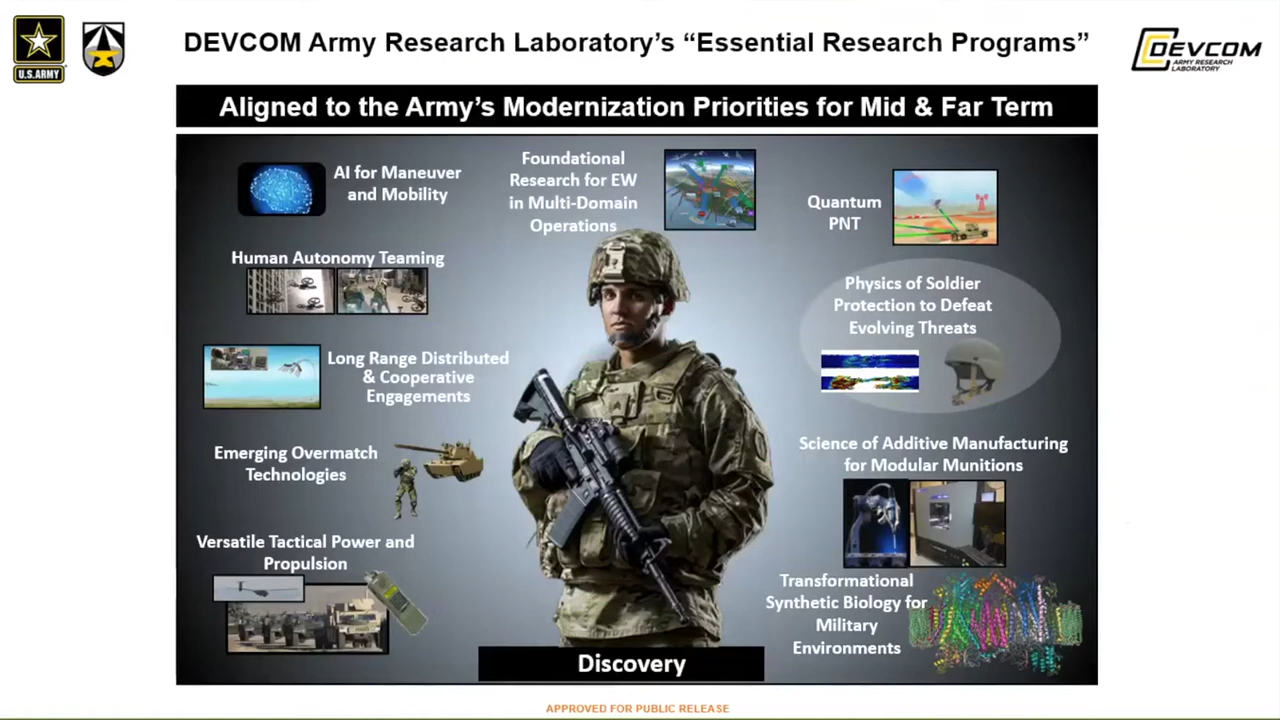 U.S.ARMY
DEVCOM Army Research Laboratory’s “Essential Research Programs”
DEVCOM
ARMY RESEARCH
LABORATORY
Aligned to the Army’s Modernization Priorities for Mid & Far Term
AI for Maneuver
and Mobility
Foundational
Research for EW
in Multi-Domain
Operations
Quantum
PNT
Human Autonomy Teaming
Physics of Soldier
Protection to Defeat
Evolving Threats
Long Range Distributed
& Cooperative
Engagements
Emerging Overmatch
Technologies
Science of Additive Manufacturing
for Modular Munitions
Versatile Tactical Power and
Propulsion
Transformational
Synthetic Biology for
Military
Environments
Discovery
APPROVED FOR PUBLIC RELEASE